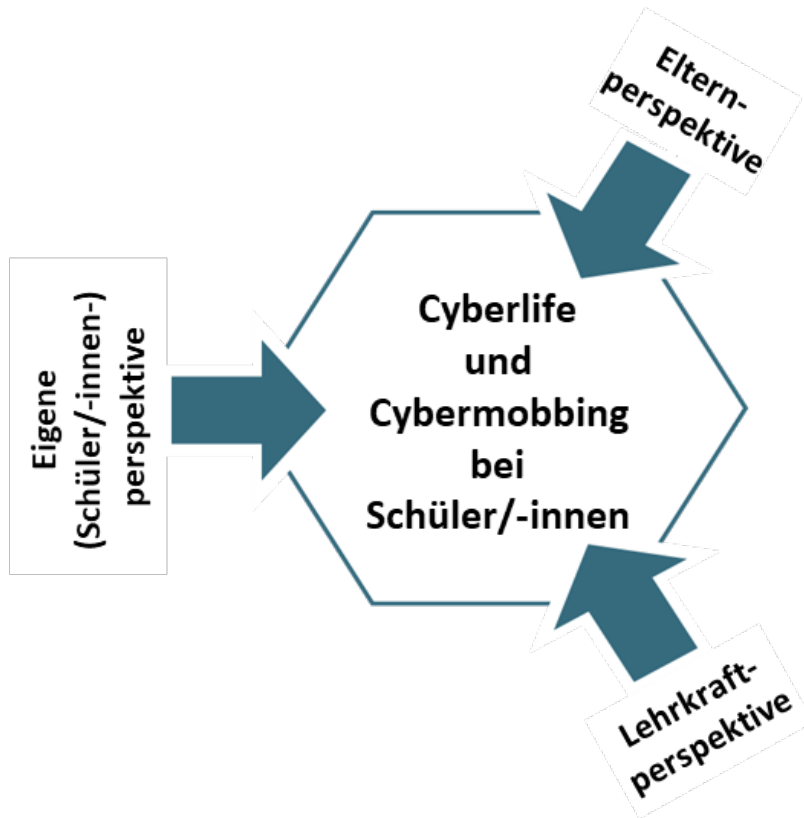 Eltern-
perspektive
Cyberlife
und
Cybermobbing
bei
Schüler/-innen
Eigene
(Schüler/-innen-)
perspektive
Lehrkraft-
perspektive